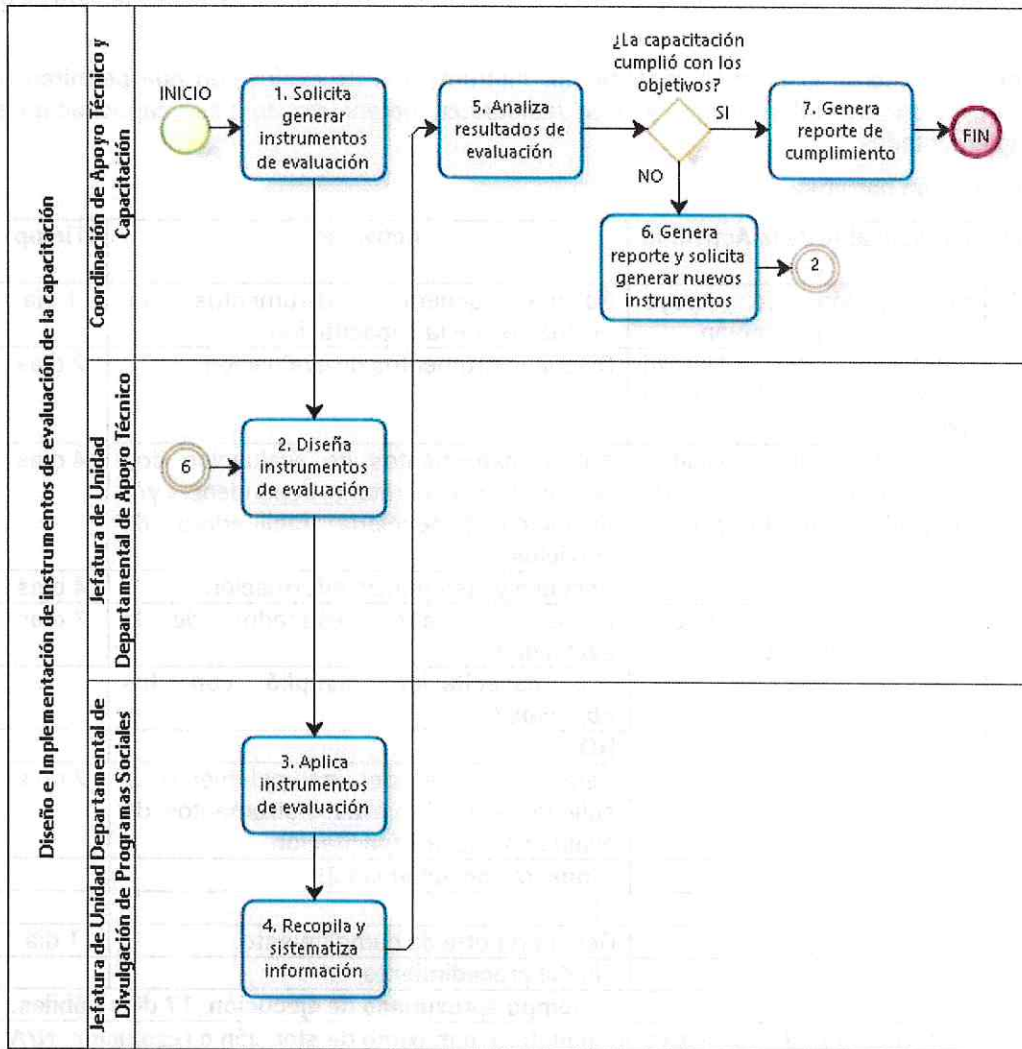 Diseño e Implementación de instrumentos de evaluación de la capacitación
Coordinación de Apoyo Técnico y
Capacitación
INICIO
1. Solicita
generar
instrumentos
de evaluación
5. Analiza
resultados de
evaluación
¿La capacitación
cumplió con los
objetivos?
SI
NO
7. Genera
reporte de
cumplimiento
FIN
6. Genera
reporte y solicita
generar nuevos
instrumentos
2
Jefatura de Unidad
Departamental de Apoyo Técnico
6
2. Diseña
instrumentos
de evaluación
Jefatura de Unidad Departamental de
Divulgación de Programas Sociales
3. Aplica
instrumentos
de evaluación
4. Recopila y
sistematiza
información